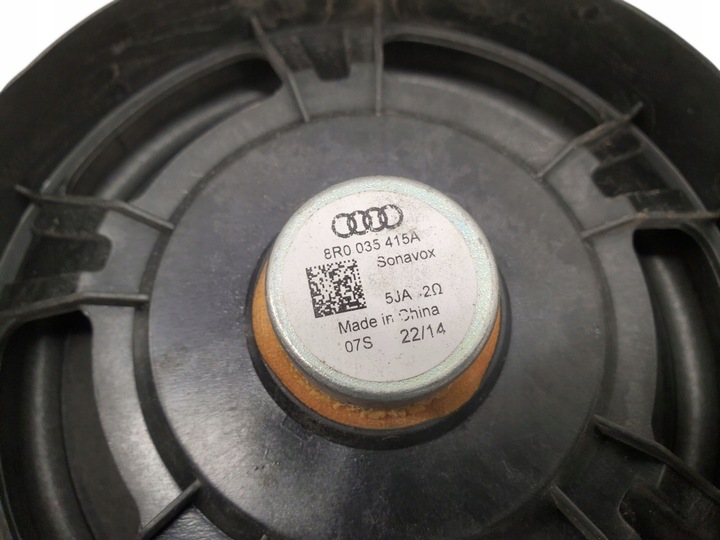 8R0 035 415A
Sonavox
5JA -2Ω
Made in China
07S 22/14